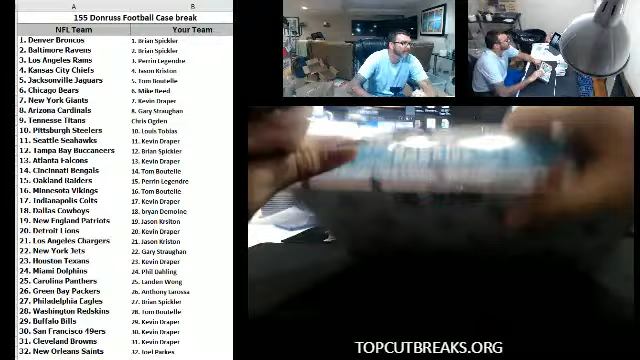 A B
155 Donruss Football Case break
NFL Team Your Team
1. Denver Broncos 1. Brian Spickler
2. Baltimore Ravens 2. Brian Spickler
3. Los Angeles Rams 3. Perrin Legendre
4. Kansas City Chiefs 4. Jason Kriston
5. Jacksonville Jaguars 5. Tom Boutelle
6. Chicago Bears 6. Mike Reed
7. New York Giants 7. Kevin Draper
8. Arizona Cardinals 8. Gary Straughan
9. Tennesse Titans Chris Ogden
10. Pittsburgh Steelers 10. Louis Tobias
11. Seattle Seahawks 11. Kevin Draper
12. Tampa Bay Buccaneers 12. Brian Spickler
13. Atlanta Falcons 13. Kevin Draper
14. Cincinnati Bengals 14. Tom Boutelle
15. Oakland Raiders 15. Perrin Legendre
16. Minnesota Vikings 16. Tom Boutelle
17. Indianapolis Colts 17. Kevin Draper
18. Dallas Cowboys 18. bryan Demoine
19. New England Patriots 19. Jason Krsiton
20. Detroit Lions 20. Kevin Draper
21. Los Angeles Chargers 21. Jason Kriston
22. New York Jets 22. Gary Straughan
23. Houston Texans 23. Kevin Draper
24. Miami Dolphins 24. Phil Dahling
25. Carolina Panthers 25. Landen Wong
26. Green Bay Packers 26. Anthony Larossa
27. Philadelphia Eagles 27. Brian Spickler
28. Washington Redskins 28. Tom Boutelle
29. Buffalo Bills 29. Kevin Draper
30. San Francisco 49ers 30. Kevin Draper
31. Cleveland Browns 31. Kevin Draper
32. New Orleans Saints 32. Joel Parkes
TOPCUTBREAKS.ORG